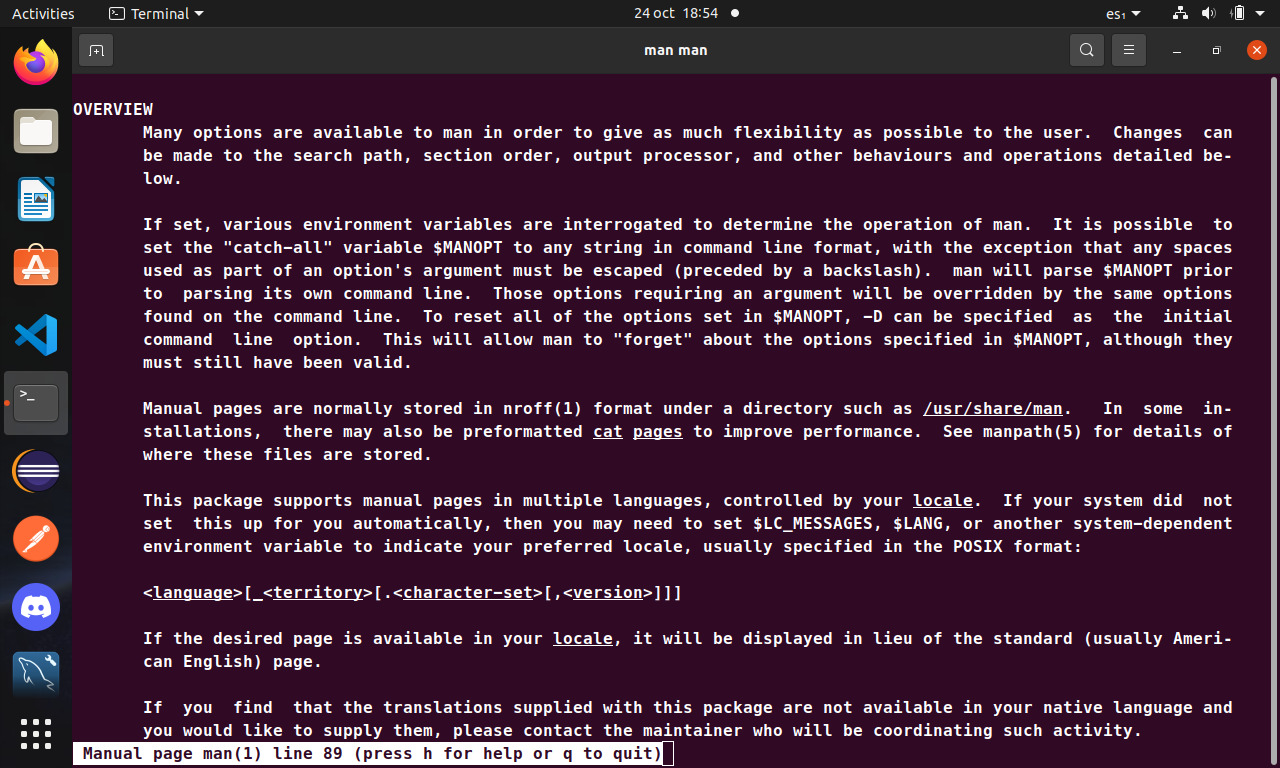 Activities Terminal 24 oct 18:54 es₁
man man
OVERVIEW
Many options are available to man in order to give as much flexibility as possible to the user.  Changes  can
be made to the search path, section order, output processor, and other behaviours and operations detailed be-
low.
If set, various environment variables are interrogated to determine the operation of man.  It is possible  to
set the "catch-all" variable $MANOPT to any string in command line format, with the exception that any spaces
used as part of an option's argument must be escaped (preceded by a backslash).  man will parse $MANOPT prior
to  parsing its own command line.  Those options requiring an argument will be overridden by the same options
found on the command line.  To reset all of the options set in $MANOPT, -D can be specified  as  the  initial
command  line  option.  This will allow man to "forget" about the options specified in $MANOPT, although they
must still have been valid.
Manual pages are normally stored in nroff(1) format under a directory such as /usr/share/man.   In  some  in-
stallations,  there may also be preformatted cat pages to improve performance.  See manpath(5) for details of
where these files are stored.
This package supports manual pages in multiple languages, controlled by your locale.  If your system did  not
set  this up for you automatically, then you may need to set $LC_MESSAGES, $LANG, or another system-dependent
environment variable to indicate your preferred locale, usually specified in the POSIX format:
<language>[_<territory>[.<character-set>[,<version>]]]
If the desired page is available in your locale, it will be displayed in lieu of the standard (usually Ameri-
can English) page.
If  you  find  that the translations supplied with this package are not available in your native language and
you would like to supply them, please contact the maintainer who will be coordinating such activity.
Manual page man(1) line 89 (press h for help or q to quit)